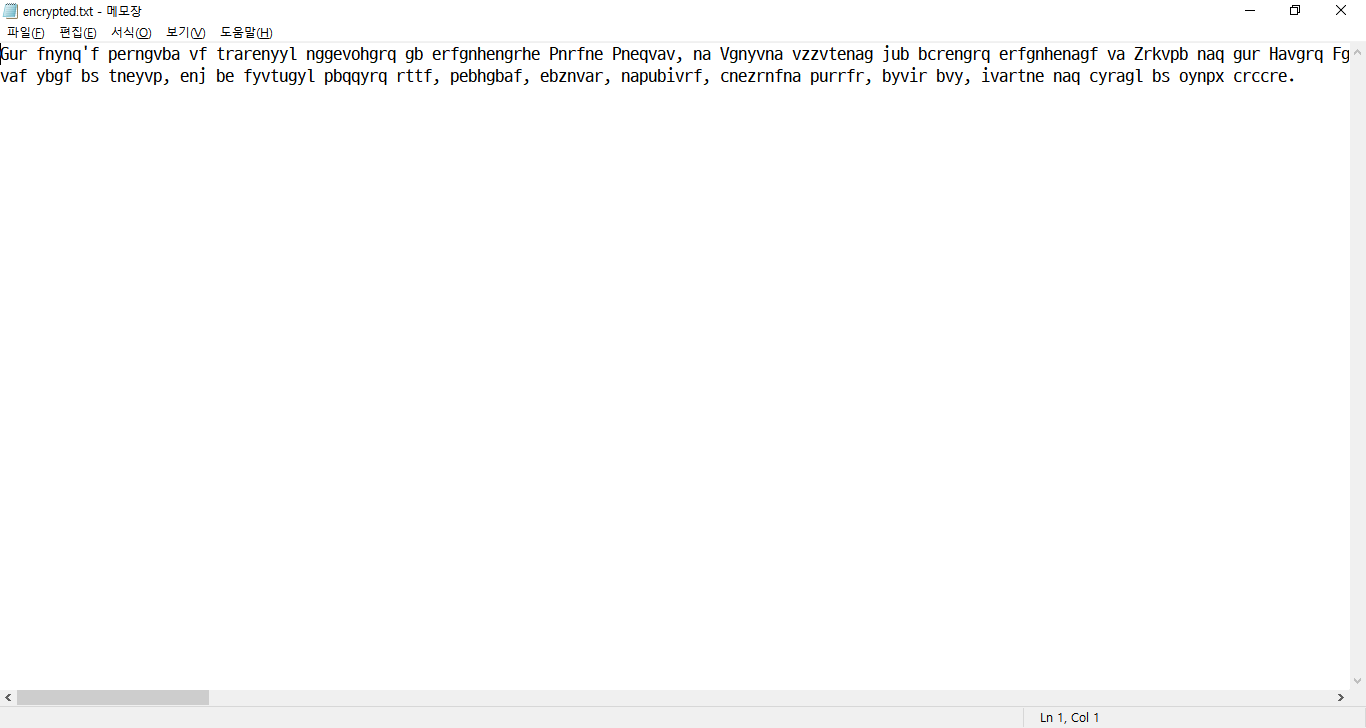 encrypted.txt - 메모장
파일(F) 편집(E) 서식(O) 보기(V) 도움말(H)
Gur fnynq'f perngvba vf trarenyyl nggevohgrq gb erfgnhengrhe Pnrfne Pneqvav, na Vgnyvna vzzvtenag jub bcrengrq erfgnhenagf va Zrkvpb naq gur Havgrq Fg
vaf ybgf bs tneyvp, enj be fyvtugyl pbqqyrq rttf, pebhgbaf, ebznvar, napubivrf, cnezrnfna purrfr, byvir bvy, ivartne naq cyragl bs oynpx crccre.
Ln 1, Col 1